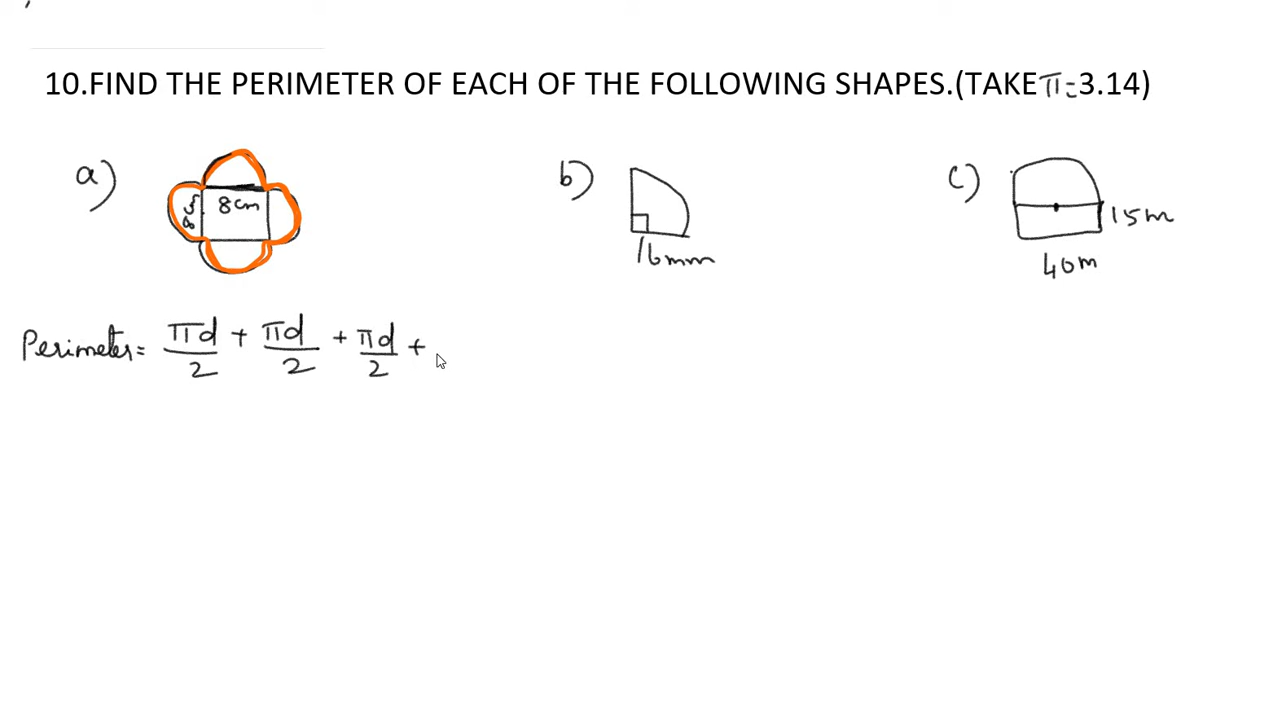 10.FIND THE PERIMETER OF EACH OF THE FOLLOWING SHAPES.(TAKE π=3.14)
a) 8cm b) c)
8
15m
16mm 40m
Perimeter= πd/2 + πd/2 + πd/2 +